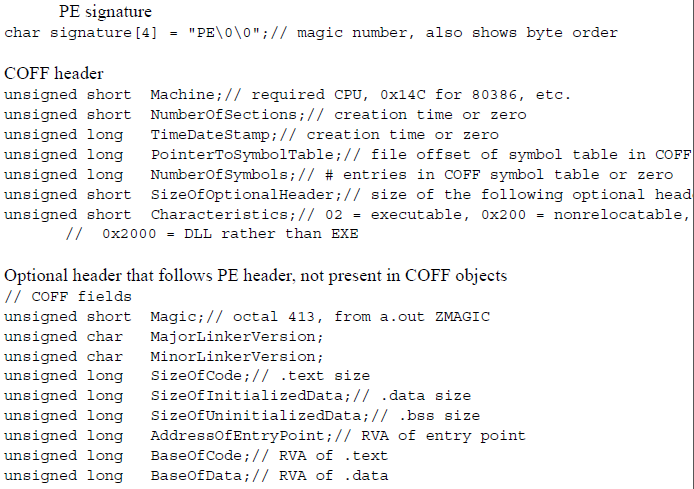 PE signature
char signature[4] = "PE\0\0";// magic number, also shows byte order
COFF header
unsigned short Machine;// required CPU, 0x14C for 80386, etc.
unsigned short NumberOfSections;// creation time or zero
unsigned long TimeDateStamp;// creation time or zero
unsigned long PointerToSymbolTable;// file offset of symbol table in COFF
unsigned long NumberOfSymbols;// # entries in COFF symbol table or zero
unsigned short SizeOfOptionalHeader;// size of the following optional head
unsigned short Characteristics;// 02 = executable, 0x200 = nonrelocatable,
// 0x2000 = DLL rather than EXE
Optional header that follows PE header, not present in COFF objects
// COFF fields
unsigned short Magic;// octal 413, from a.out ZMAGIC
unsigned char MajorLinkerVersion;
unsigned char MinorLinkerVersion;
unsigned long SizeOfCode;// .text size
unsigned long SizeOfInitializedData;// .data size
unsigned long SizeOfUninitializedData;// .bss size
unsigned long AddressOfEntryPoint;// RVA of entry point
unsigned long BaseOfCode;// RVA of .text
unsigned long BaseOfData;// RVA of .data